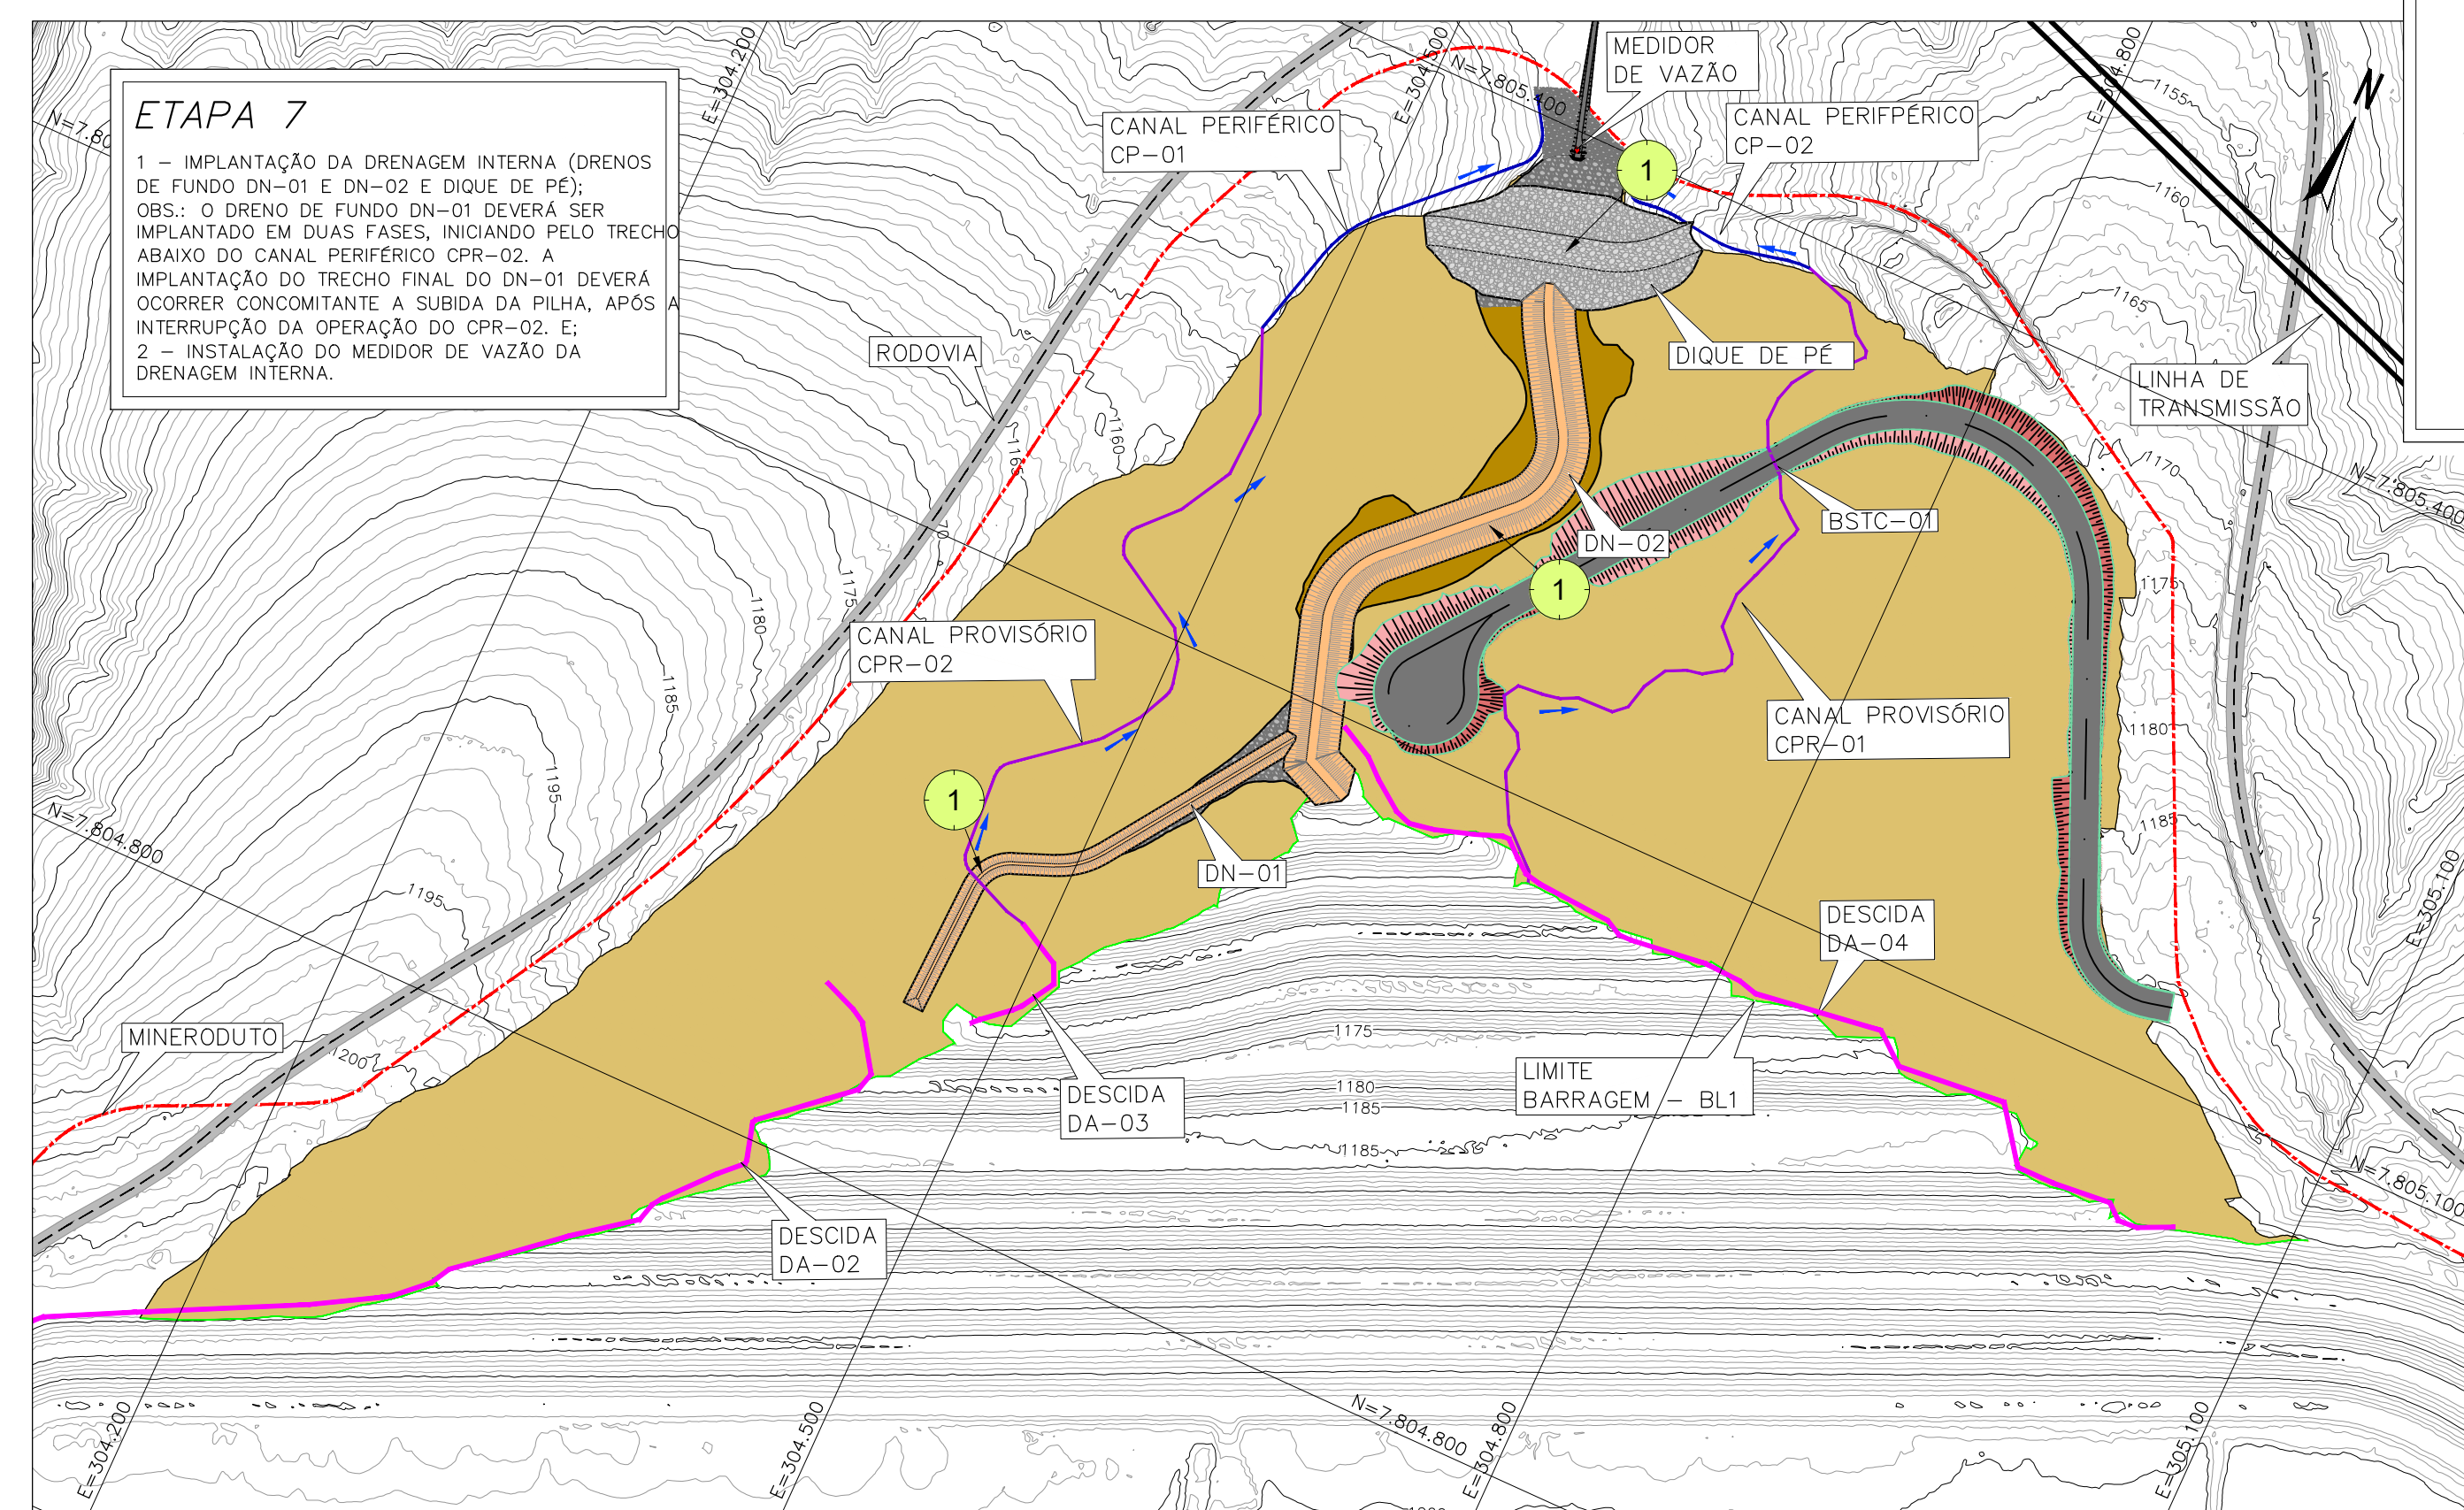 ETAPA 7
1 – IMPLANTAÇÃO DA DRENAGEM INTERNA (DRENOS
DE FUNDO DN-01 E DN-02 E DIQUE DE PÉ);
OBS.: O DRENO DE FUNDO DN-01 DEVERÁ SER
IMPLANTADO EM DUAS FASES, INICIANDO PELO TRECHO
ABAIXO DO CANAL PERIFÉRICO CPR-02. A
IMPLANTAÇÃO DO TRECHO FINAL DO DN-01 DEVERÁ
OCORRER CONCOMITANTE A SUBIDA DA PILHA, APÓS A
INTERRUPÇÃO DA OPERAÇÃO DO CPR-02. E;
2 – INSTALAÇÃO DO MEDIDOR DE VAZÃO DA
DRENAGEM INTERNA.
N=7.80
E=304.200
E=304.500
N=7.805.400
MEDIDOR
DE VAZÃO
E=304.800
1155
N
CANAL PERIFÉRICO
CP-01
CANAL PERIFPÉRICO
CP-02
1
1160
1165
RODOVIA
DIQUE DE PÉ
LINHA DE
TRANSMISSÃO
1160
1165
1170
N=7.805.400
70
DN-02
BSTC-01
1175
1180
1175
1
CANAL PROVISÓRIO
CPR-02
1185
CANAL PROVISÓRIO
CPR-01
1180
1195
1
N=7.804.800
1185
DN-01
1195
E=305.100
DESCIDA
DA-04
MINERODUTO
1200
1175
LIMITE
BARRAGEM – BL1
1180
1185
DESCIDA
DA-03
1185
N=7.805.100
DESCIDA
DA-02
E=304.200
E=304.500
N=7.804.800
E=304.800
E=305.100